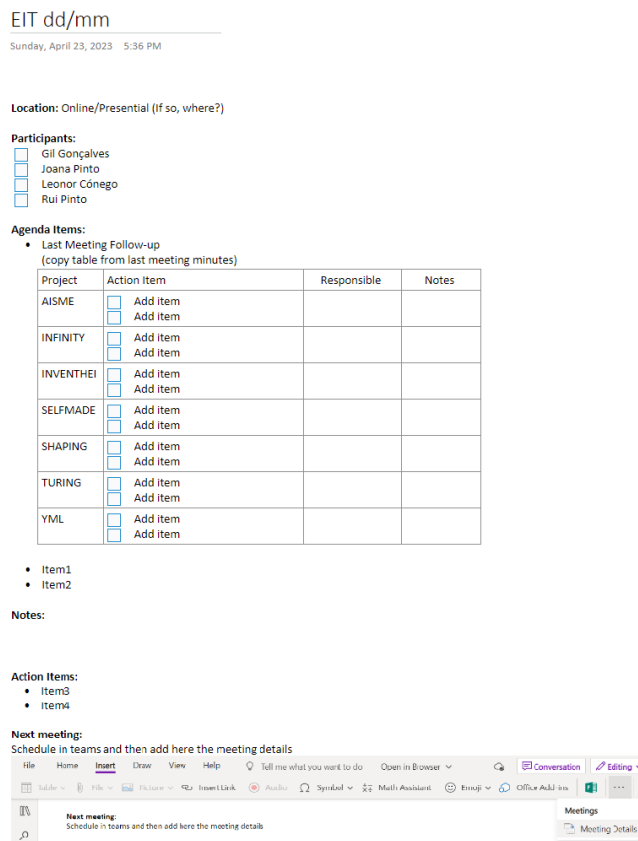 EIT dd/mm
Sunday, April 23, 2023 5:36 PM
Location: Online/Presential (If so, where?)
Participants:
Gil Gonçalves
Joana Pinto
Leonor Cónego
Rui Pinto
Agenda Items:
• Last Meeting Follow-up
(copy table from last meeting minutes)
Project Action Item Responsible Notes
AISME Add item
Add item
INFINITY Add item
Add item
INVENTHEI Add item
Add item
SELFMADE Add item
Add item
SHAPING Add item
Add item
TURING Add item
Add item
YML Add item
Add item
• Item1
• Item2
Notes:
Action Items:
• Item3
• Item4
Next meeting:
Schedule in teams and then add here the meeting details
File Home Insert Draw View Help Tell me what you want to do Open in Browser Conversation Editing
Table File Picture Insert Link Audio Symbol Math Assistant Emoji Office Add-ins ...
Meetings
Next meeting:
Schedule in teams and then add here the meeting details
Meeting Details